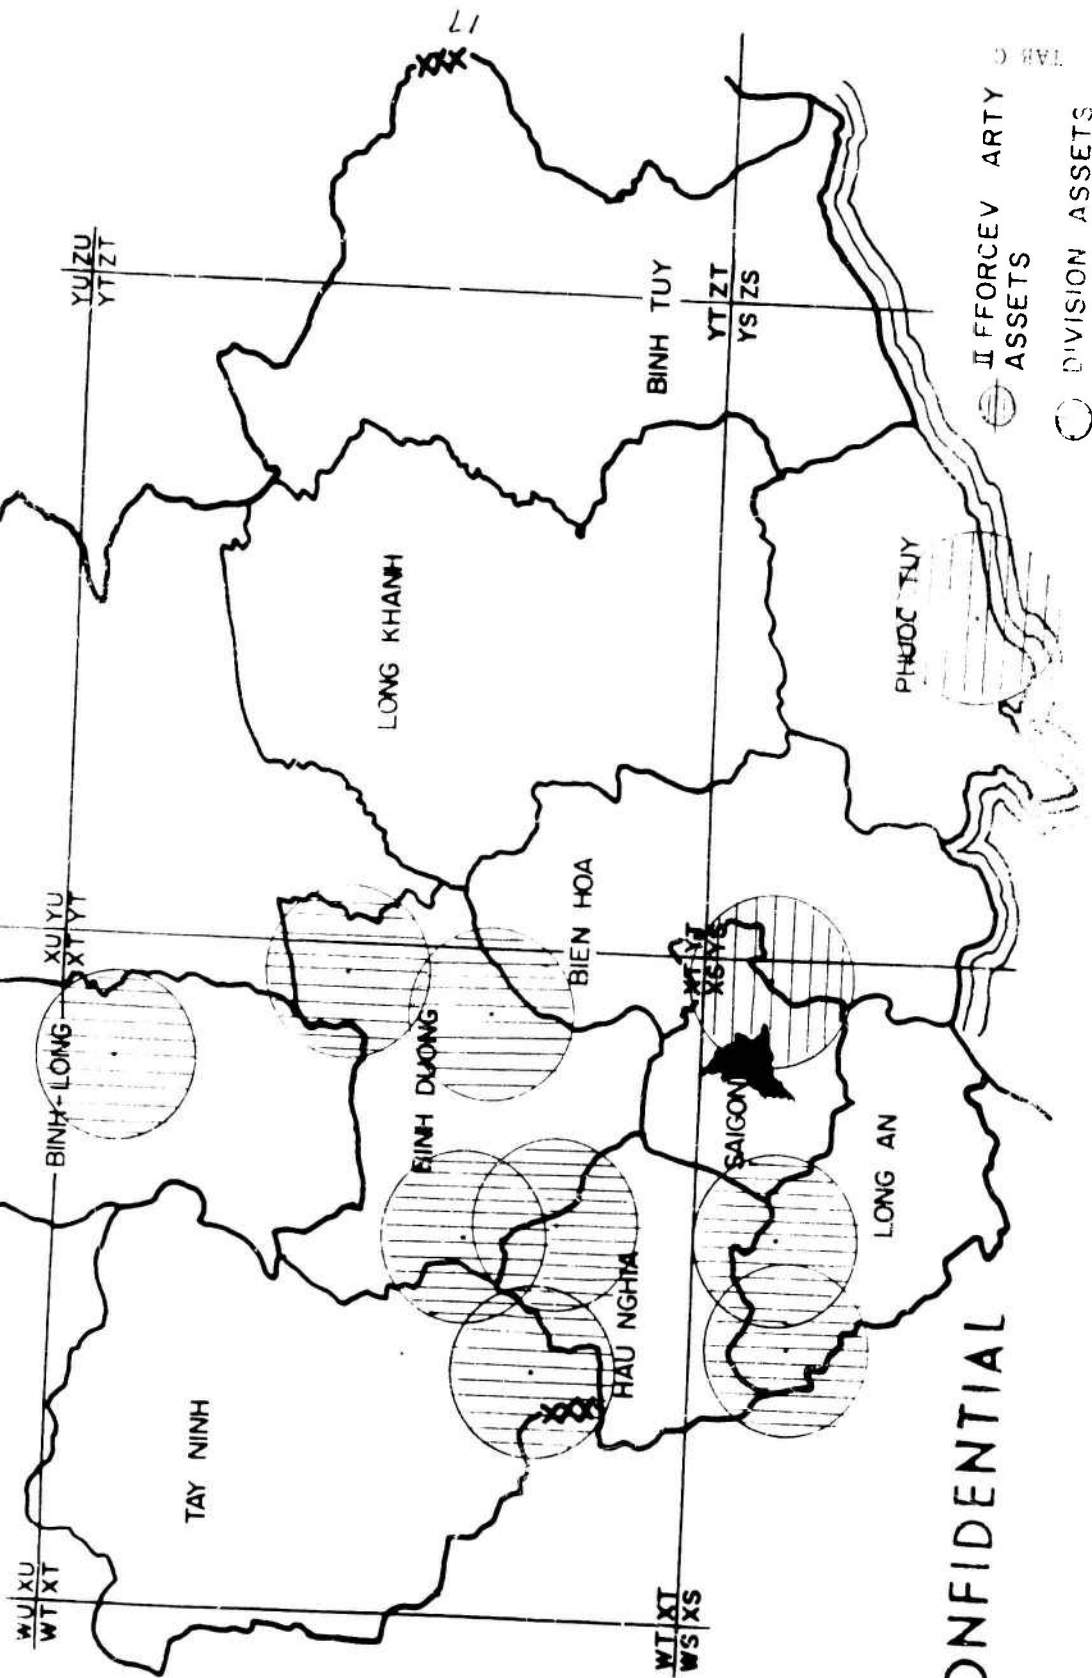 WU XU
WT XT
XU YU
XT YT
YU ZU
YT ZT
BINH-LONG
TAY NINH
LONG KHANH
BINH DUONG
BINH TUY
BIEN HOA
HAU NGHIA
WT XT
WS XS
XT YT
XS YS
YT ZT
YS ZS
SAIGON
LONG AN
PHUOC TUY
XXX
XXX
17
II FFORCEV ARTY
ASSETS
DIVISION ASSETS
TAB C
ONFIDENTIAL